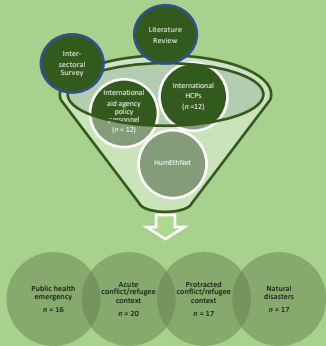 Literature
Review
Inter-
sectoral
Survey
International
aid agency
policy
personnel
(n = 12)
International
HCPs
(n =12)
HumEthNet
Public health
emergency
n = 16
Acute
conflict/refugee
context
n = 20
Protracted
conflict/refugee
context
n = 17
Natural
disasters
n = 17